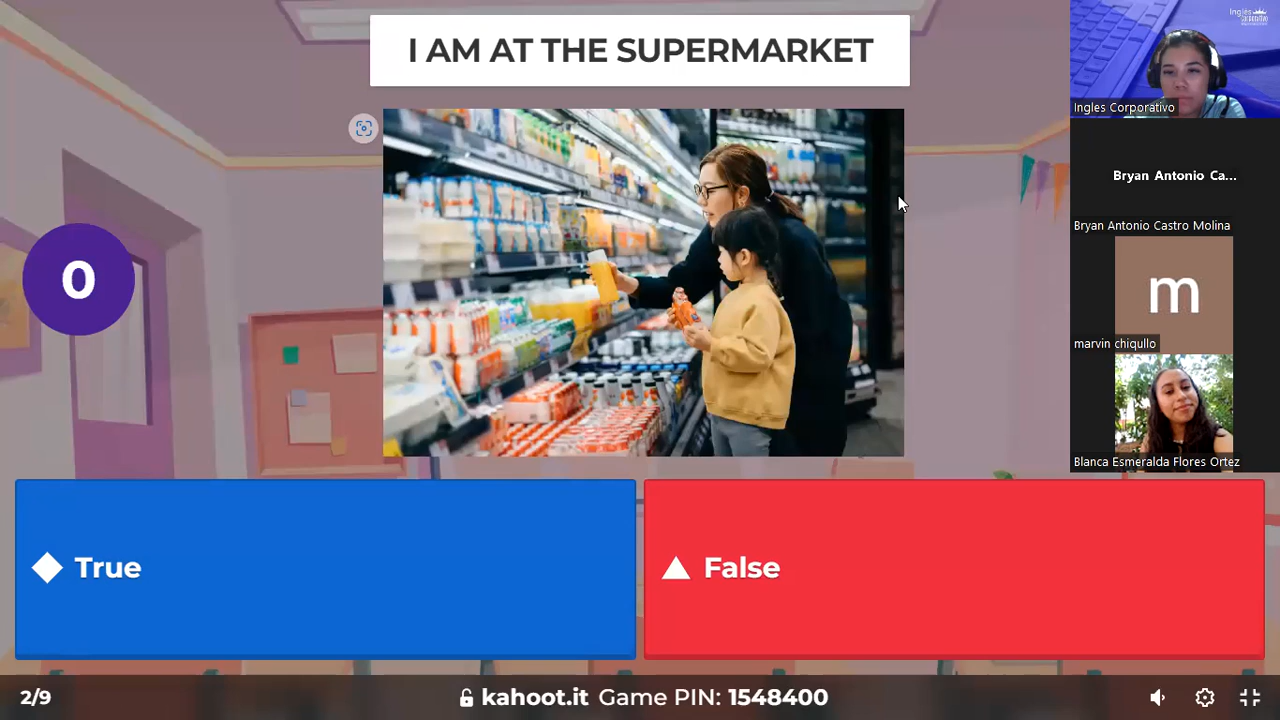 I AM AT THE SUPERMARKET
Inglés
Ingles Corporativo
Bryan Antonio Ca...
Bryan Antonio Castro Molina
m
marvin chiqullo
Blanca Esmeralda Flores Ortez
0
True
False
2/9
kahoot.it Game PIN: 1548400